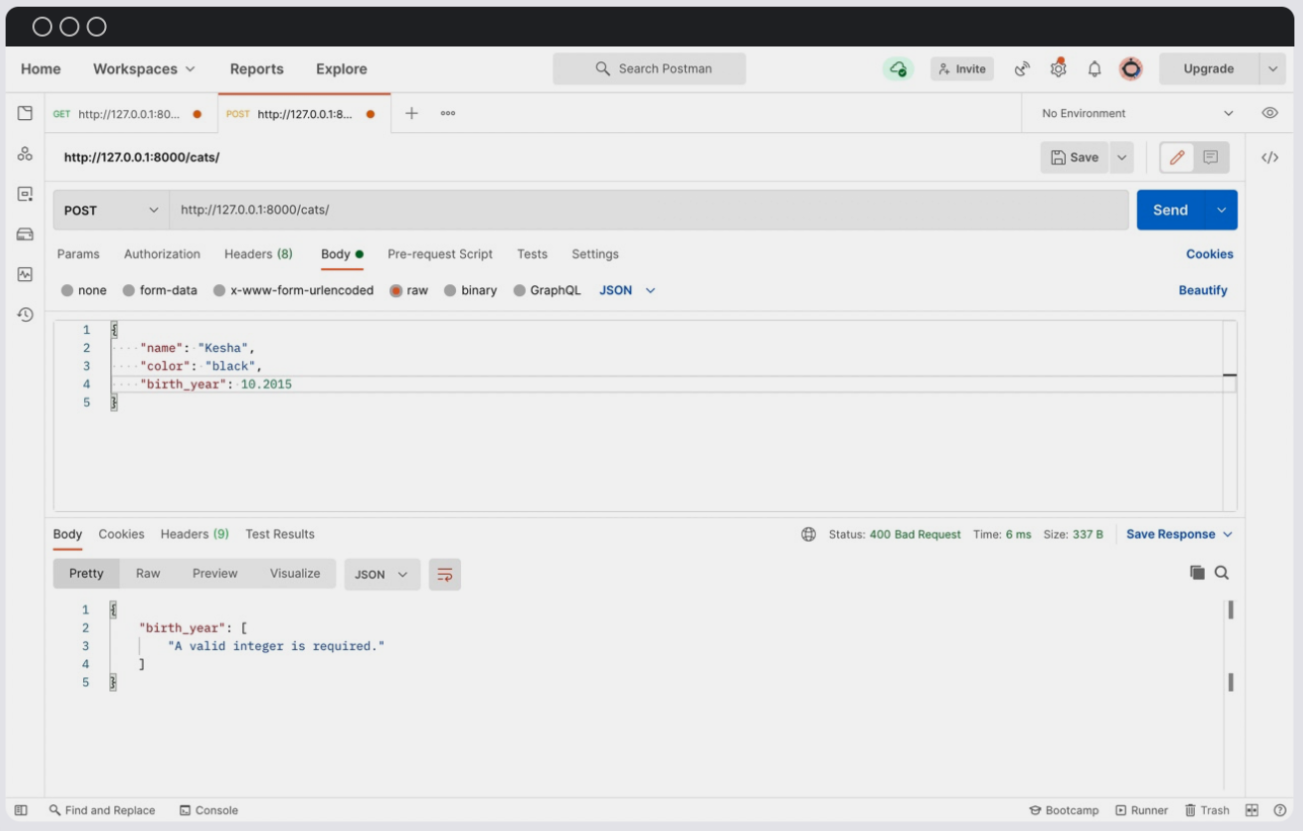 Home Workspaces Reports Explore Search Postman Invite Upgrade
GET http://127.0.0.1:80... POST http://127.0.0.1:8... No Environment
http://127.0.0.1:8000/cats/ Save
POST http://127.0.0.1:8000/cats/ Send
Params Authorization Headers (8) Body Pre-request Script Tests Settings Cookies
none form-data x-www-form-urlencoded raw binary GraphQL JSON Beautify
1 {
2 "name": "Kesha",
3 "color": "black",
4 "birth_year": 10.2015
5 }
Body Cookies Headers (9) Test Results Status: 400 Bad Request Time: 6 ms Size: 337 B Save Response
Pretty Raw Preview Visualize JSON
1 {
2 "birth_year": [
3 "A valid integer is required."
4 ]
5 }
Find and Replace Console Bootcamp Runner Trash